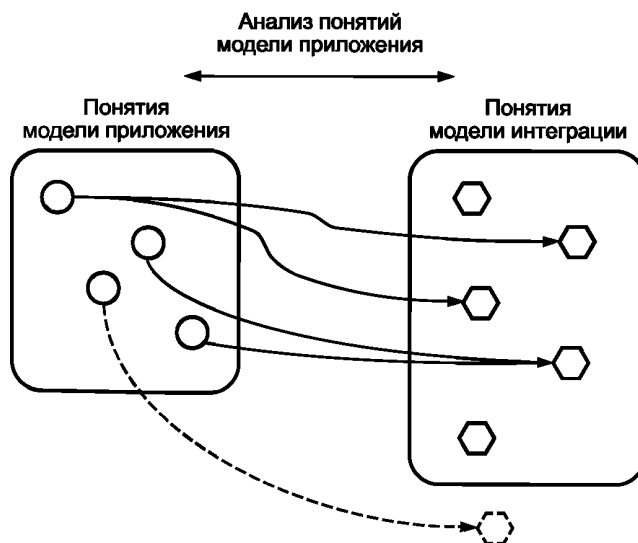 Анализ понятий
модели приложения
Понятия
модели приложения
Понятия
модели интеграции